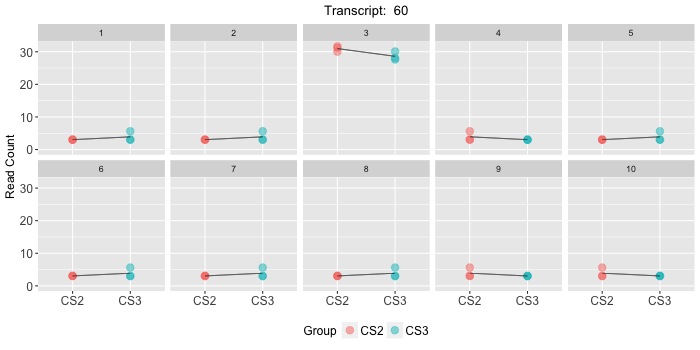 Transcript: 60
1 2 3 4 5
30
20
10
0
Read Count
6 7 8 9 10
30
20
10
0
CS2 CS3 CS2 CS3 CS2 CS3 CS2 CS3 CS2 CS3
Group CS2 CS3